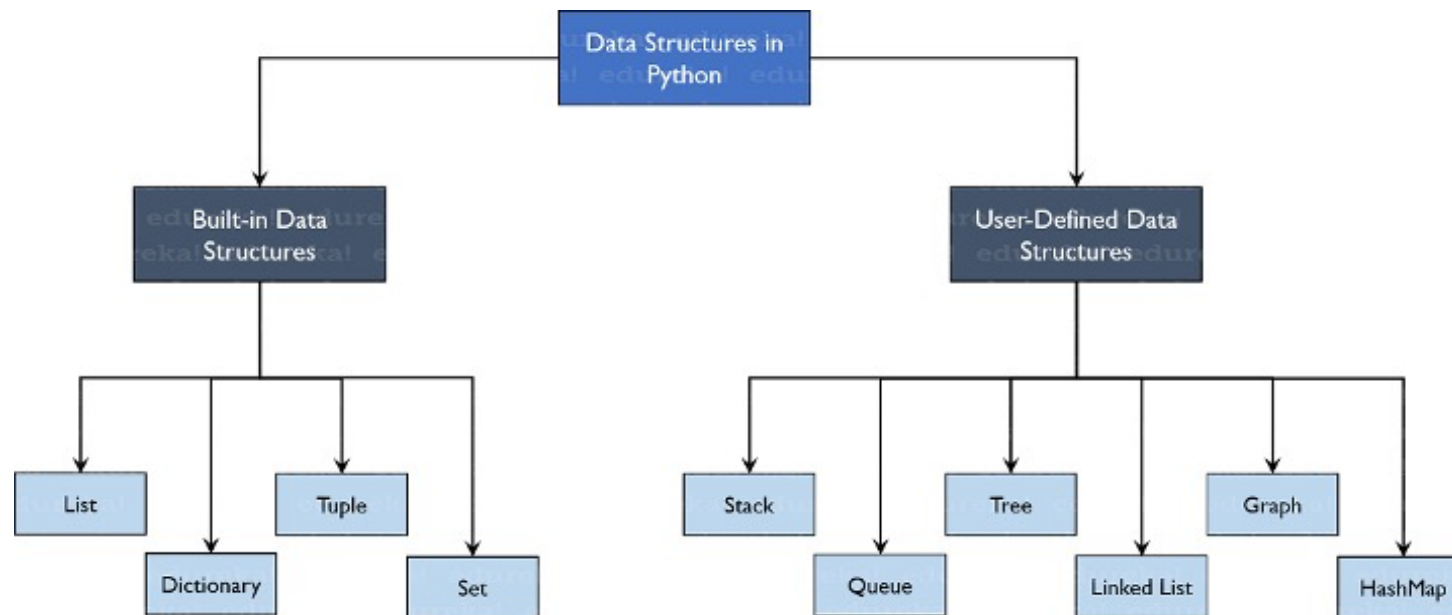 Data Structures in
Python
Built-in Data
Structures
User-Defined Data
Structures
List
Tuple
Stack
Tree
Graph
Dictionary
Set
Queue
Linked List
HashMap